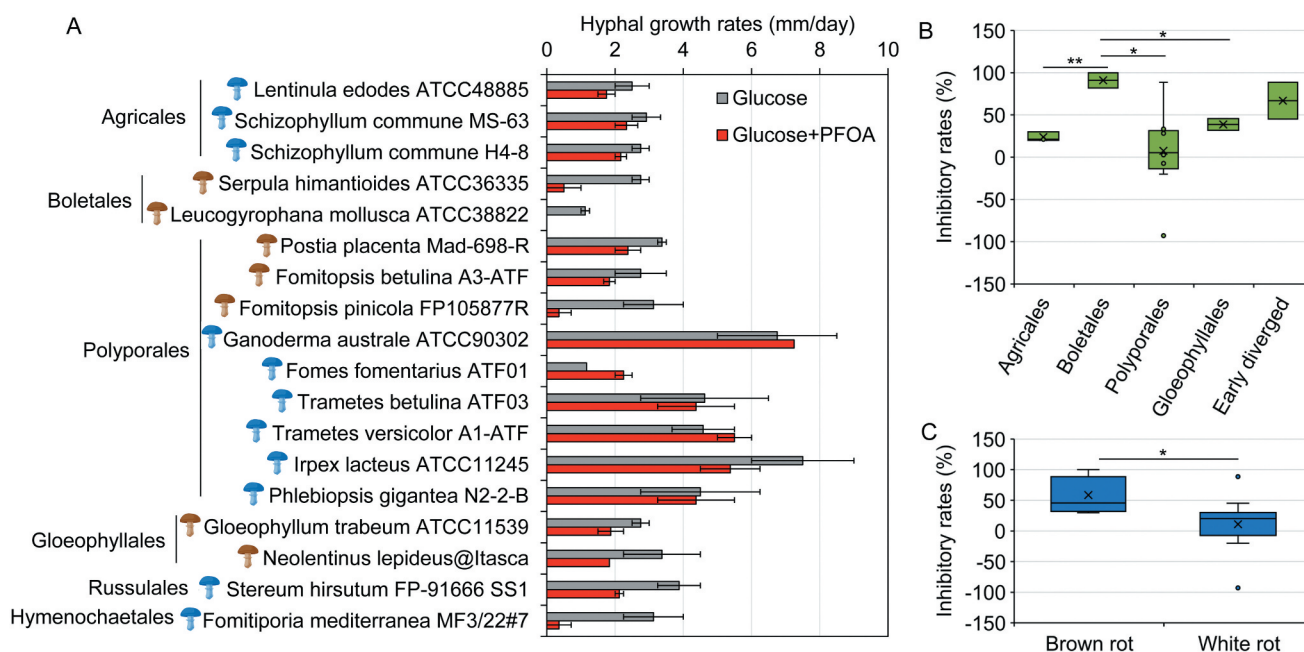 A
Hyphal growth rates (mm/day)
0 2 4 6 8 10
Glucose
Glucose+PFOA
Agricales
Lentinula edodes ATCC48885
Schizophyllum commune MS-63
Schizophyllum commune H4-8
Boletales
Serpula himantioides ATCC36335
Leucogyrophana mollusca ATCC38822
Polyporales
Postia placenta Mad-698-R
Fomitopsis betulina A3-ATF
Fomitopsis pinicola FP105877R
Ganoderma australe ATCC90302
Fomes fomentarius ATF01
Trametes betulina ATF03
Trametes versicolor A1-ATF
Irpex lacteus ATCC11245
Phlebiopsis gigantea N2-2-B
Gloeophyllales
Gloeophyllum trabeum ATCC11539
Neolentinus lepideus@Itasca
Russulales
Stereum hirsutum FP-91666 SS1
Hymenochaetales
Fomitiporia mediterranea MF3/22#7
B
Inhibitory rates (%)
150
100
50
0
-50
-100
-150
*
** *
Agricales
Boletales
Polyporales
Gloeophyllales
Early diverged
C
Inhibitory rates (%)
150
100
50
0
-50
-100
-150
*
Brown rot
White rot